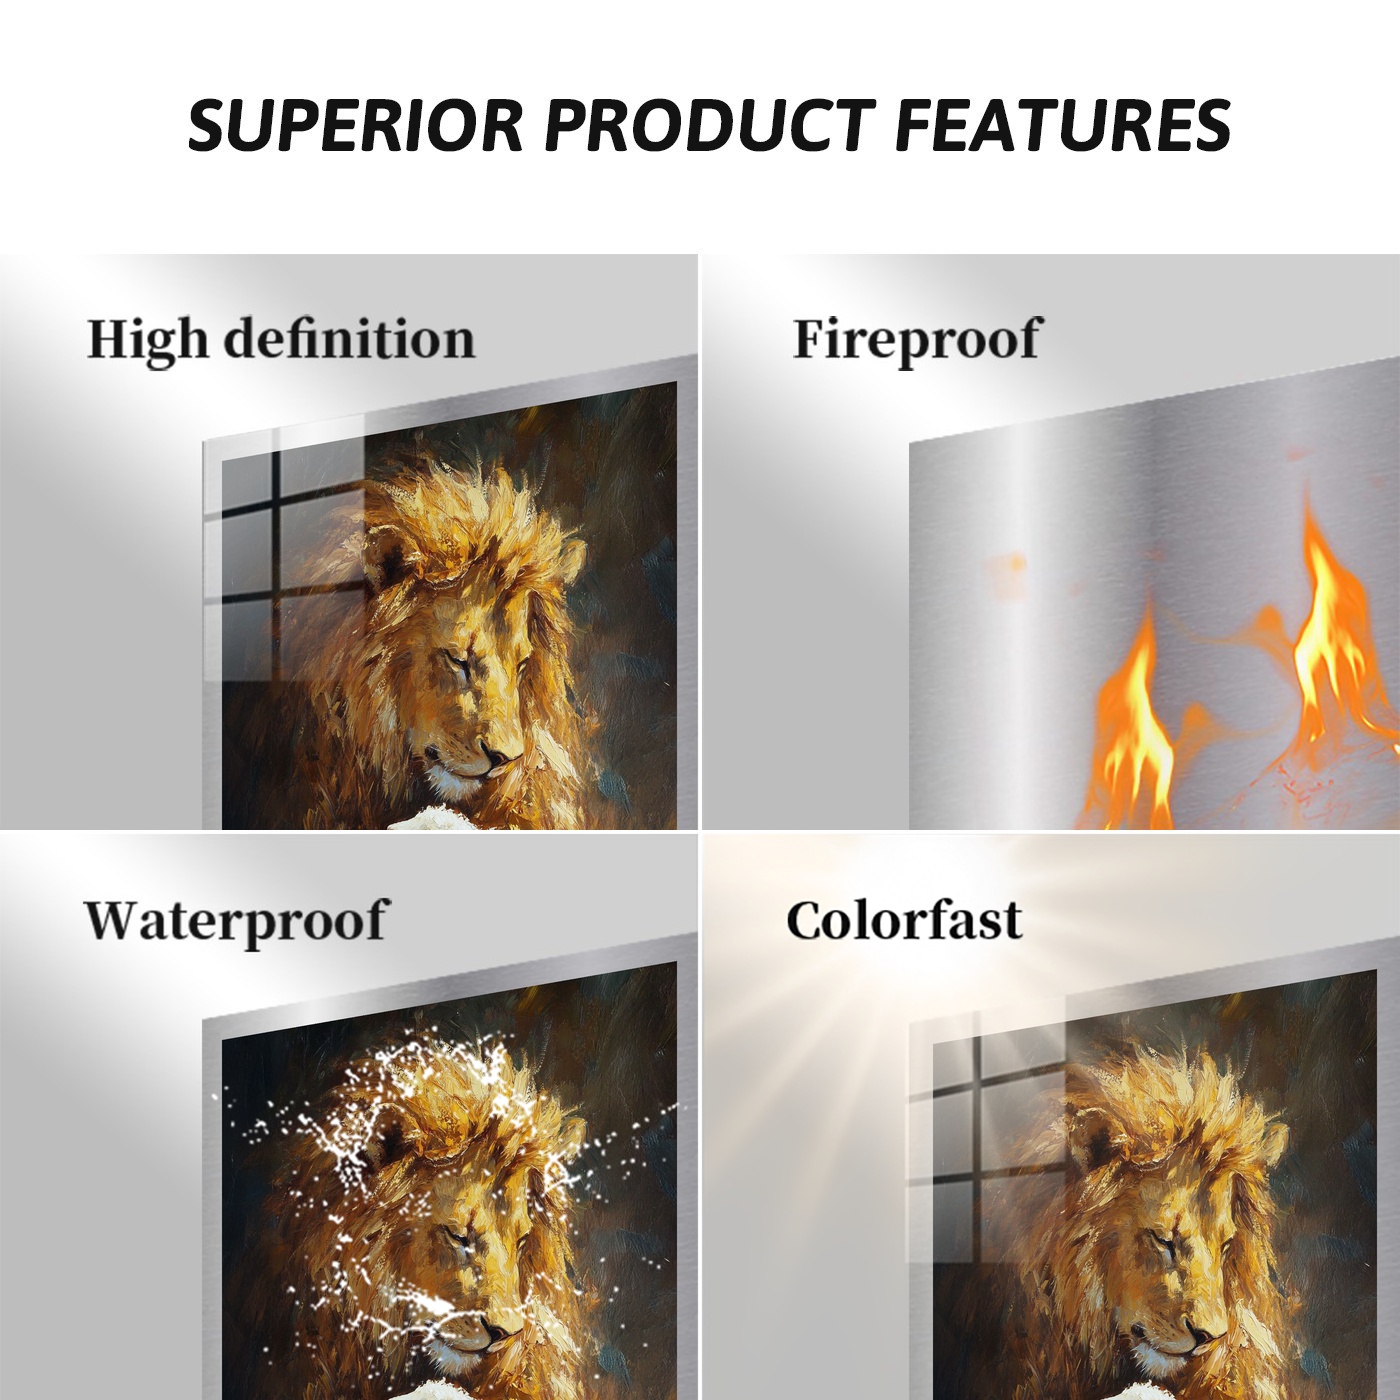 SUPERIOR PRODUCT FEATURES
High definition
Fireproof
Waterproof
Colorfast